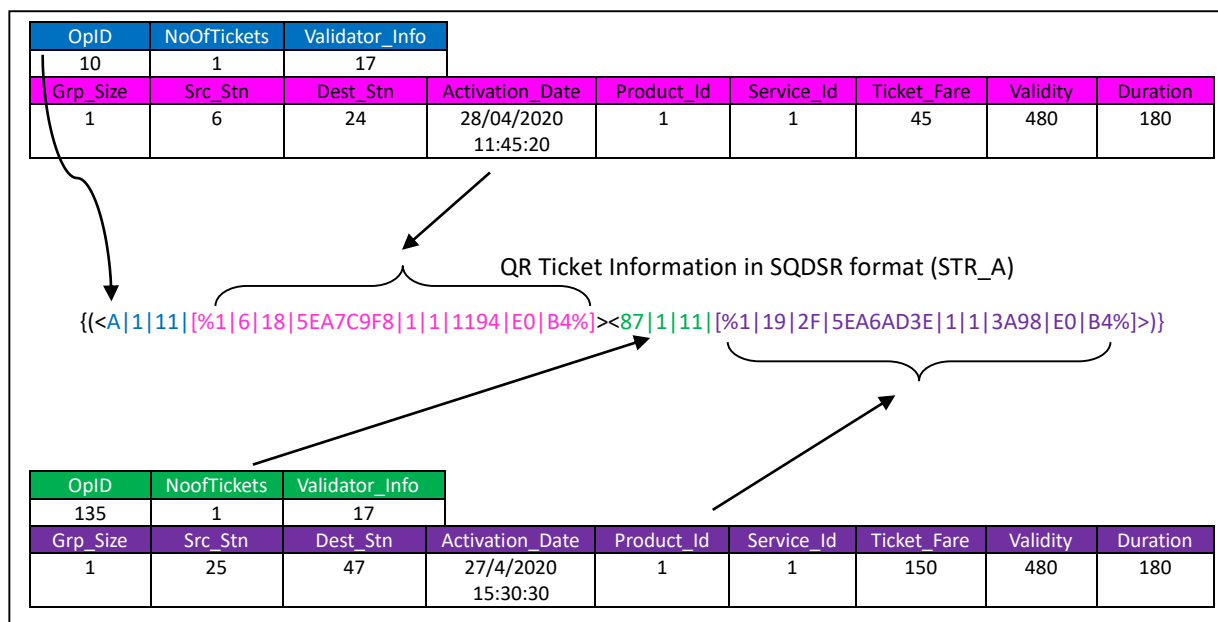 OpID NoOfTickets Validator_Info
10 1 17
Grp_Size Src_Stn Dest_Stn Activation_Date Product_Id Service_Id Ticket_Fare Validity Duration
1 6 24 28/04/2020 1 1 45 480 180
11:45:20
QR Ticket Information in SQDSR format (STR_A)
{(<A|1|11|[%1|6|18|5EA7C9F8|1|1|1194|E0|B4%]><87|1|11|[%1|19|2F|5EA6AD3E|1|1|3A98|E0|B4%]>)}
OpID NoofTickets Validator_Info
135 1 17
Grp_Size Src_Stn Dest_Stn Activation_Date Product_Id Service_Id Ticket_Fare Validity Duration
1 25 47 27/4/2020 1 1 150 480 180
15:30:30